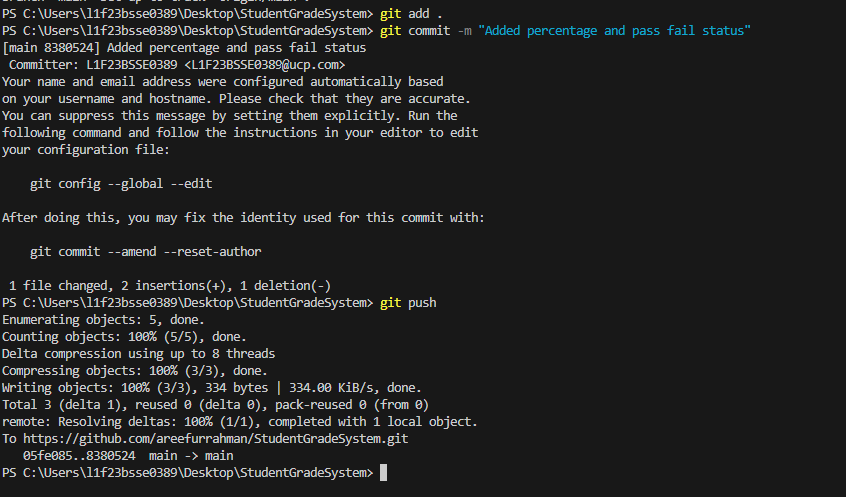 PS C:\Users\l1f23bsse0389\Desktop\StudentGradeSystem> git add .
PS C:\Users\l1f23bsse0389\Desktop\StudentGradeSystem> git commit -m "Added percentage and pass fail status"
[main 8380524] Added percentage and pass fail status
 Committer: L1F23BSSE0389 <L1F23BSSE0389@ucp.com>
Your name and email address were configured automatically based
on your username and hostname. Please check that they are accurate.
You can suppress this message by setting them explicitly. Run the
following command and follow the instructions in your editor to edit
your configuration file:

    git config --global --edit

After doing this, you may fix the identity used for this commit with:

    git commit --amend --reset-author

 1 file changed, 2 insertions(+), 1 deletion(-)
PS C:\Users\l1f23bsse0389\Desktop\StudentGradeSystem> git push
Enumerating objects: 5, done.
Counting objects: 100% (5/5), done.
Delta compression using up to 8 threads
Compressing objects: 100% (3/3), done.
Writing objects: 100% (3/3), 334 bytes | 334.00 KiB/s, done.
Total 3 (delta 1), reused 0 (delta 0), pack-reused 0 (from 0)
remote: Resolving deltas: 100% (1/1), completed with 1 local object.
To https://github.com/areefurrahman/StudentGradeSystem.git
   05fe085..8380524  main -> main
PS C:\Users\l1f23bsse0389\Desktop\StudentGradeSystem>